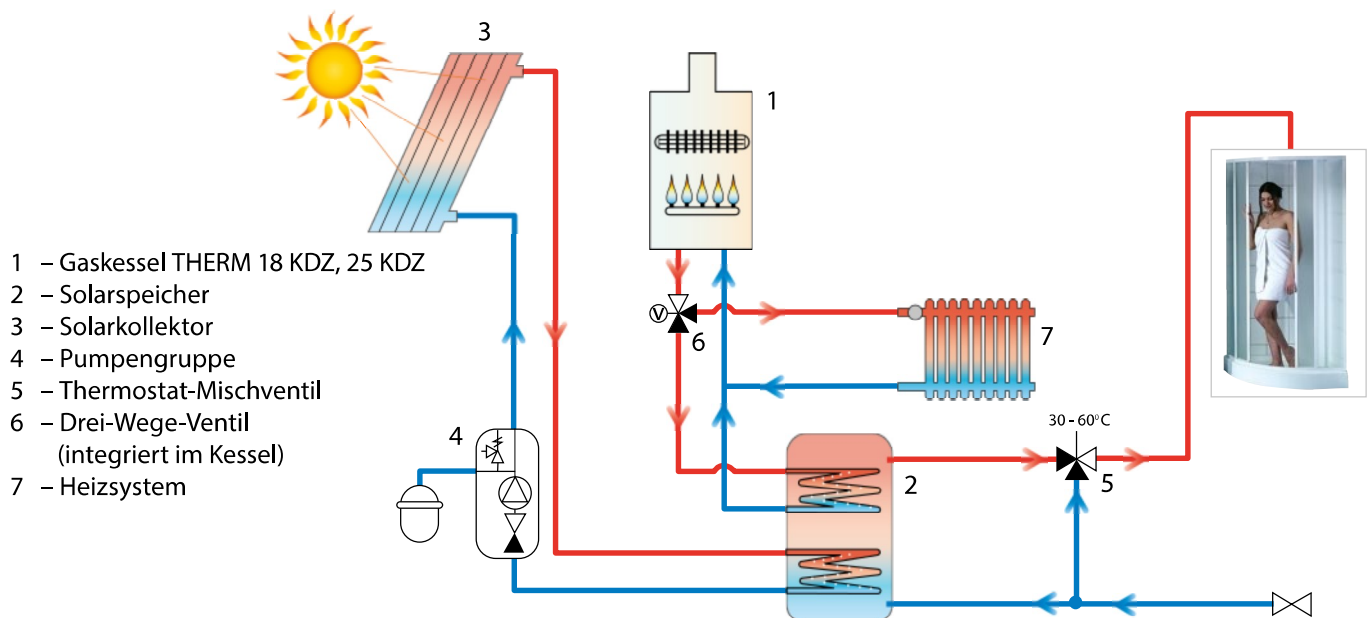 3
1
1 – Gaskessel THERM 18 KDZ, 25 KDZ
2 – Solarspeicher
3 – Solarkollektor
4 – Pumpengruppe
5 – Thermostat-Mischventil
6 – Drei-Wege-Ventil
(integriert im Kessel)
7 – Heizsystem
V
6
7
4
30 - 60°C
2
5